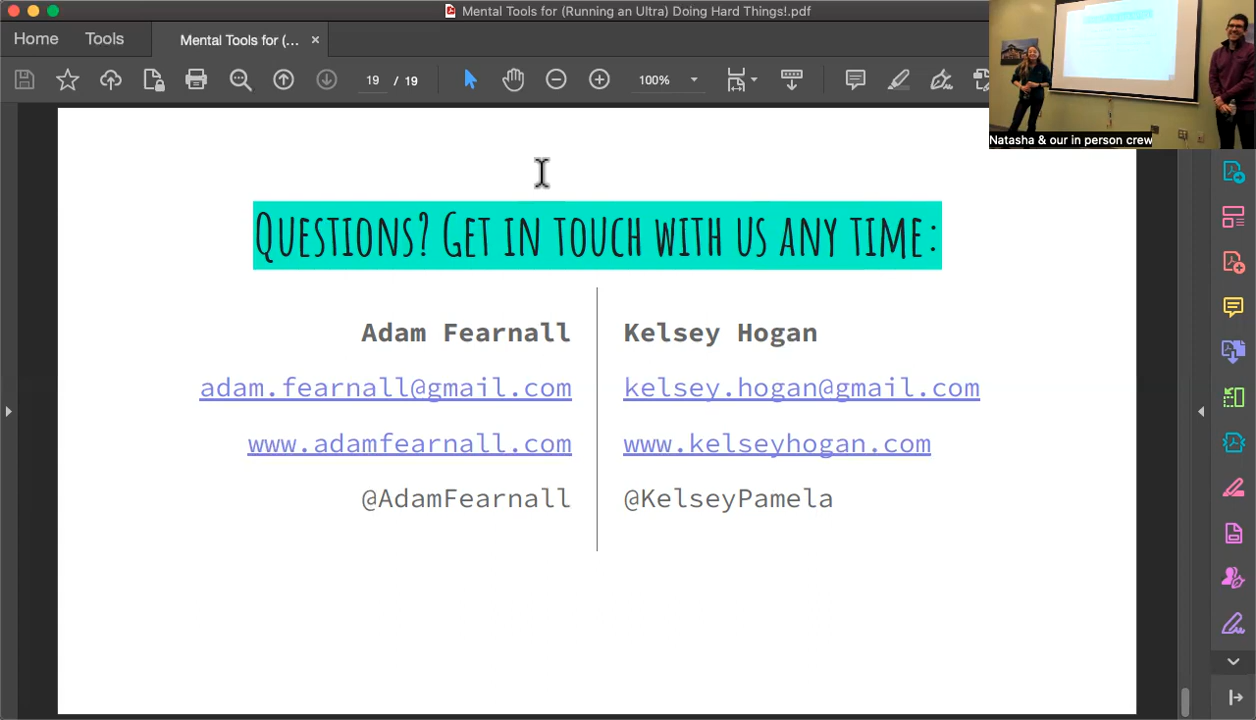 Mental Tools for (Running an Ultra) Doing Hard Things!.pdf
Home
Tools
Mental Tools for (... ×
19 / 19
100%
Natasha & our in person crew
Questions? Get in touch with us any time:
Adam Fearnall
adam.fearnall@gmail.com
www.adamfearnall.com
@AdamFearnall
Kelsey Hogan
kelsey.hogan@gmail.com
www.kelseyhogan.com
@KelseyPamela